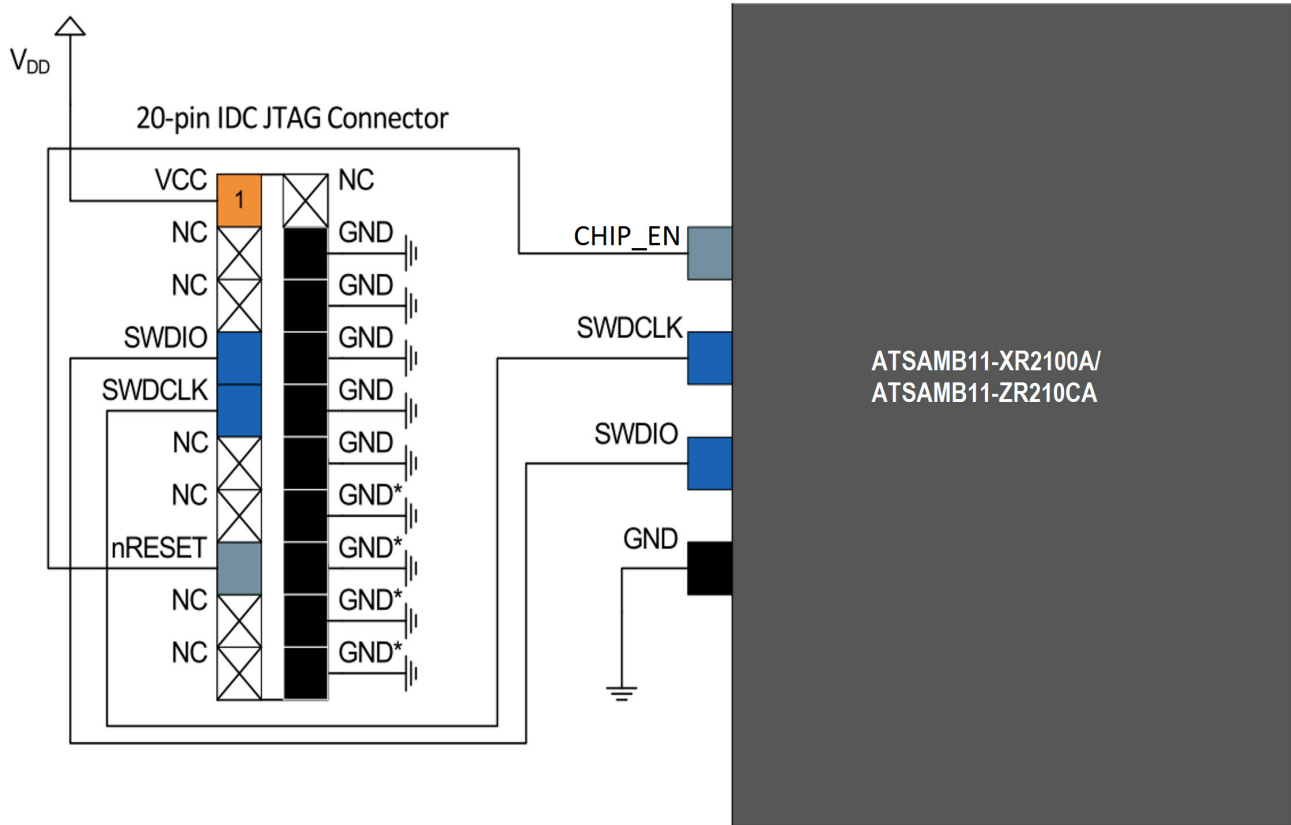 V_DD
20-pin IDC JTAG Connector
VCC 1 NC
NC GND
NC GND
SWDIO GND
SWDCLK GND
NC GND
NC GND*
nRESET GND*
NC GND*
NC GND*
CHIP_EN
SWDCLK
SWDIO
GND
ATSAMB11-XR2100A/
ATSAMB11-ZR210CA